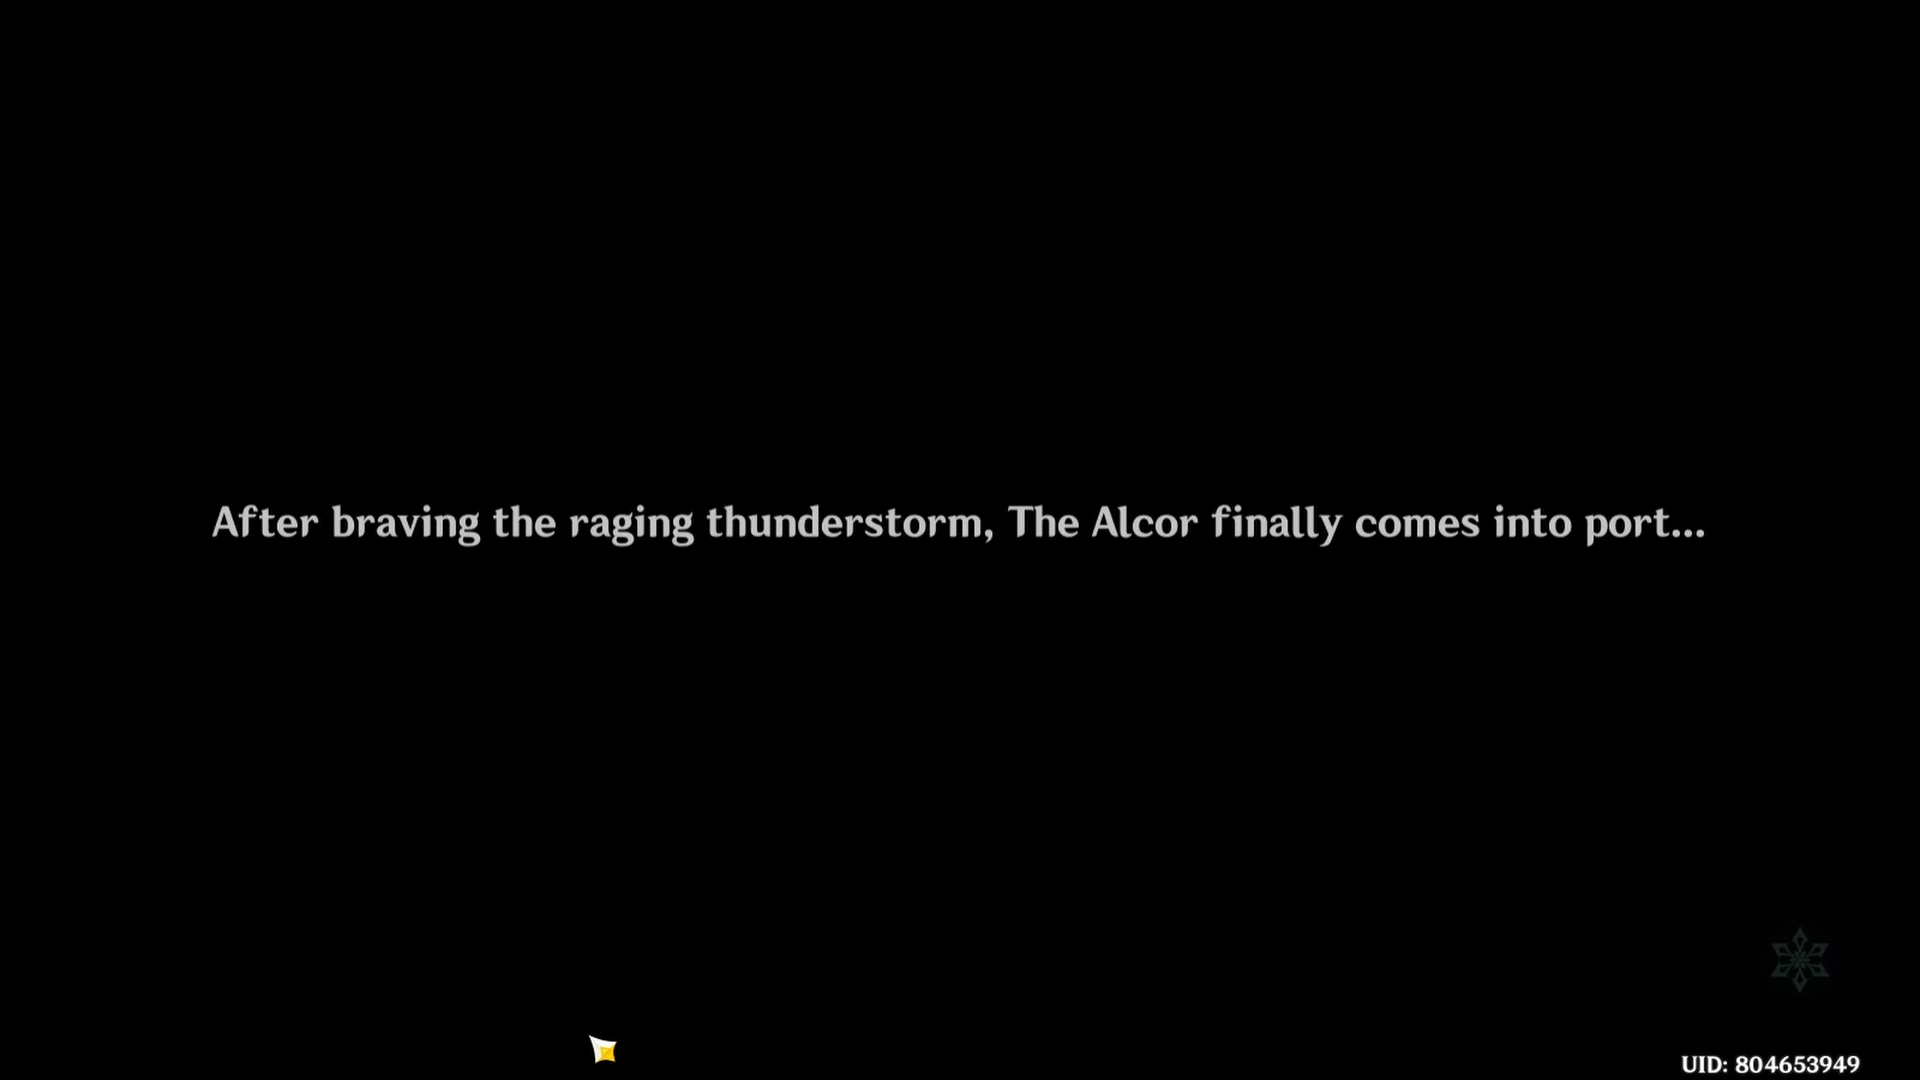 After braving the raging thunderstorm, The Alcor finally comes into port...
UID: 804653949